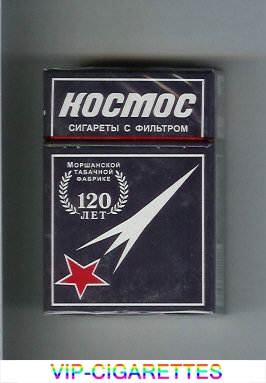 КОСМОС
СИГАРЕТЫ С ФИЛЬТРОМ
МОРШАНСКОЙ
ТАБАЧНОЙ
ФАБРИКЕ
120
ЛЕТ
VIP-CIGARETTES